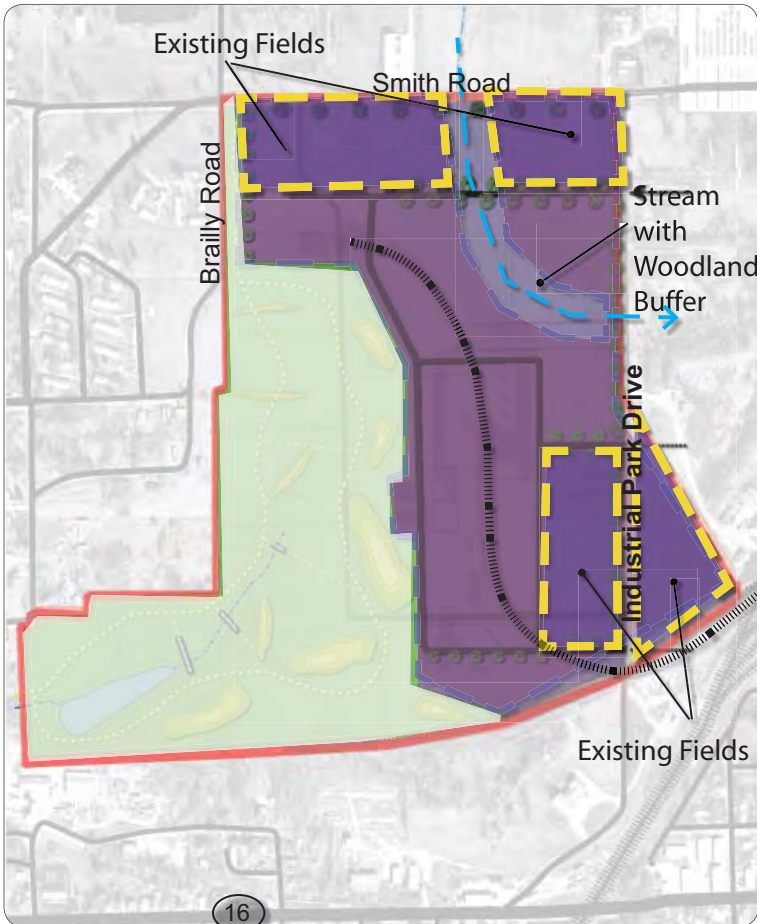 Existing Fields
Smith Road
Brailly Road
Stream
with
Woodland
Buffer
Industrial Park Drive
Existing Fields
16